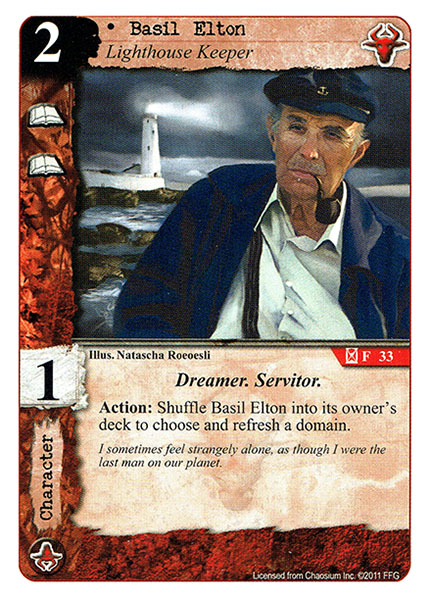 2
• Basil Elton
Lighthouse Keeper
Illus. Natascha Roeoesli
F 33
1
Dreamer. Servitor.
Action: Shuffle Basil Elton into its owner's
deck to choose and refresh a domain.
I sometimes feel strangely alone, as though I were the
last man on our planet.
Character
Licensed from Chaosium Inc. ©2011 FFG